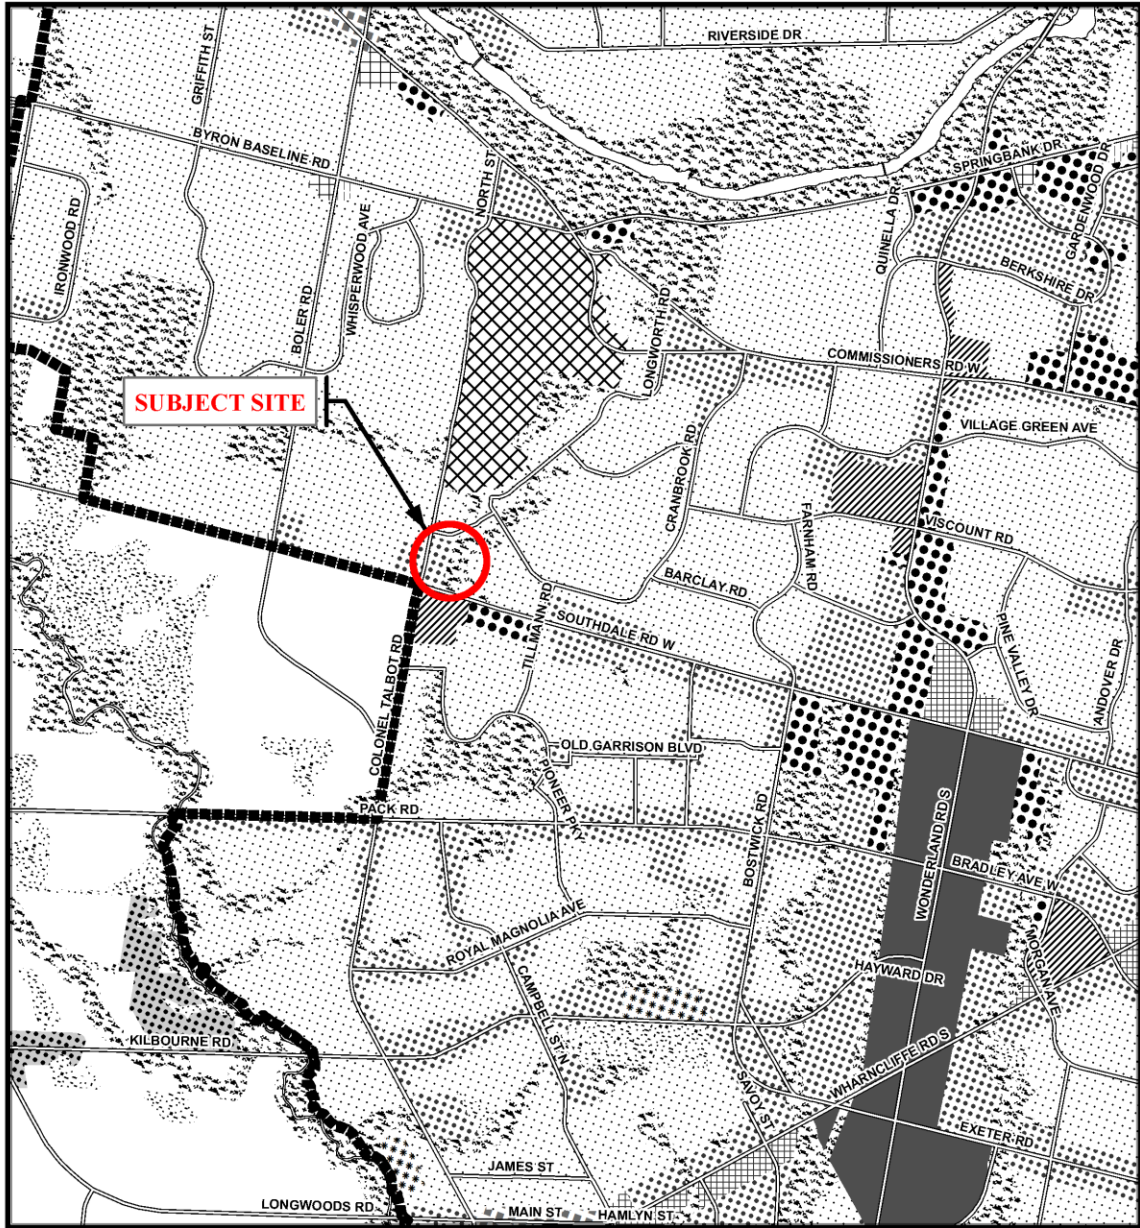 RIVERSIDE DR
GRIFFITH ST
BYRON BASELINE RD
NORTH ST
SPRINGBANK DR
GARDENWOOD DR
IRONWOOD RD
WHISPERWOOD AVE
QUINELLA DR
BERKSHIRE DR
BOLER RD
LONGWORTH RD
COMMISSIONERS RD W
SUBJECT SITE
VILLAGE GREEN AVE
CRANBROOK RD
FARNHAM RD
VISCOUNT RD
BARCLAY RD
TILLMANN RD
SOUTHDALE RD W
PINE VALLEY DR
ANDOVER DR
COLONEL TALBOT RD
OLD GARRISON BLVD
PIONEER PKY
PACK RD
BOSTWICK RD
WONDERLAND RD S
BRADLEY AVE W
ROYAL MAGNOLIA AVE
MORGAN AVE
HAYWARD DR
CAMPBELL ST N
KILBOURNE RD
WHARNCLIFFE RD S
SAVOY ST
EXETER RD
JAMES ST
LONGWOODS RD
MAIN ST
HAMLYN ST